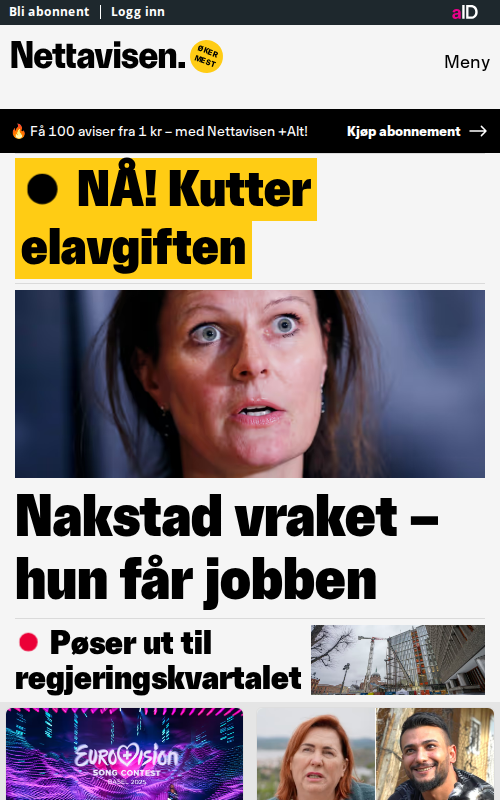 Bli abonnent
Logg inn
aID
Nettavisen.
ØKER
MEST
Meny
Få 100 aviser fra 1 kr – med Nettavisen +Alt!
Kjøp abonnement
NÅ! Kutter
elavgiften
Nakstad vraket –
hun får jobben
Pøser ut til
regjeringskvartalet
EUROVISION
SONG CONTEST
BASEL 2025